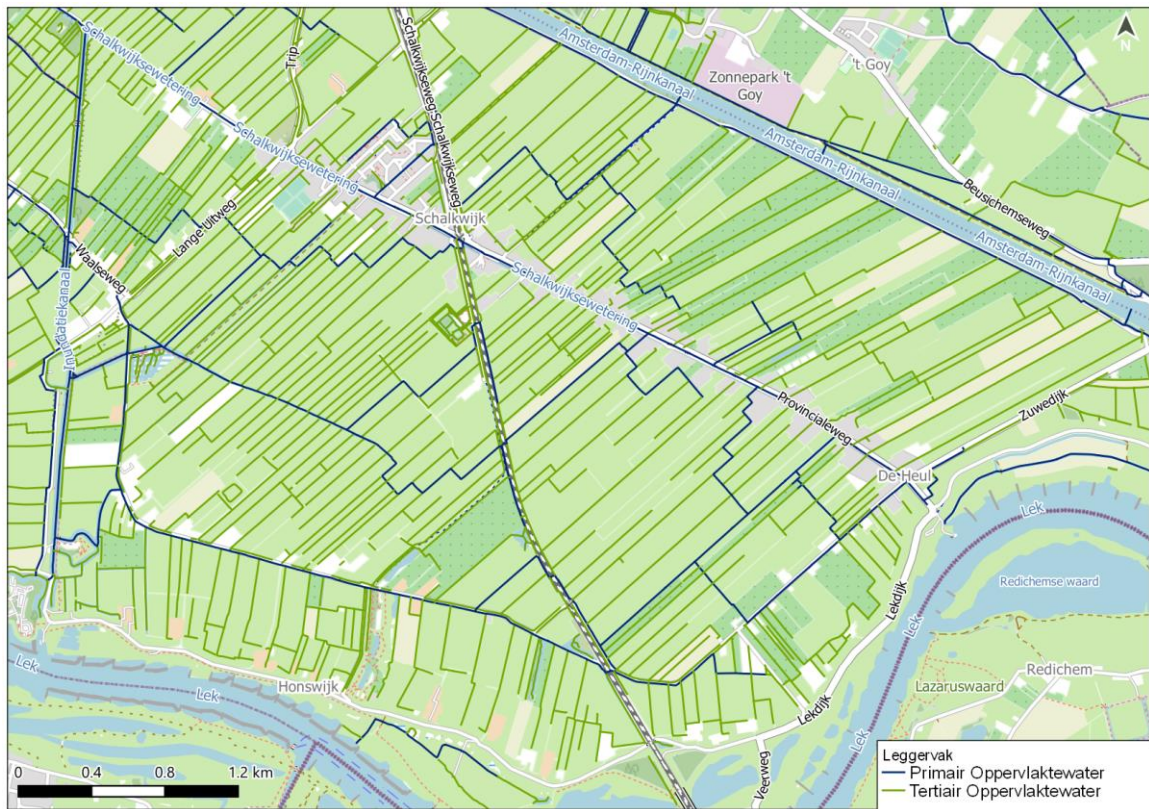 N
Schalkwijksewetering
Trip
Schalkwijkseweg
Schalkwijkseweg
Amsterdam-Rijnkanaal
Zonnepark 't
Goy
't Goy
Schalkwijksewetering
Amsterdam-Rijnkanaal
Beusichemseweg
Lange Uitweg
Schalkwijk
Waalseweg
Schalkwijksewetering
Amsterdam-Rijnkanaal
Inundatiekanaal
Provincialeweg
Zuwedijk
De Heul
Lek
Redichemse waard
Lekdijk
Lek
Lek
Lek
Honswijk
Redichem
Lazaruswaard
Lekdijk
Lek
Veerweg
0 0.4 0.8 1.2 km
Leggervak
Primair Oppervlaktewater
Tertiair Oppervlaktewater